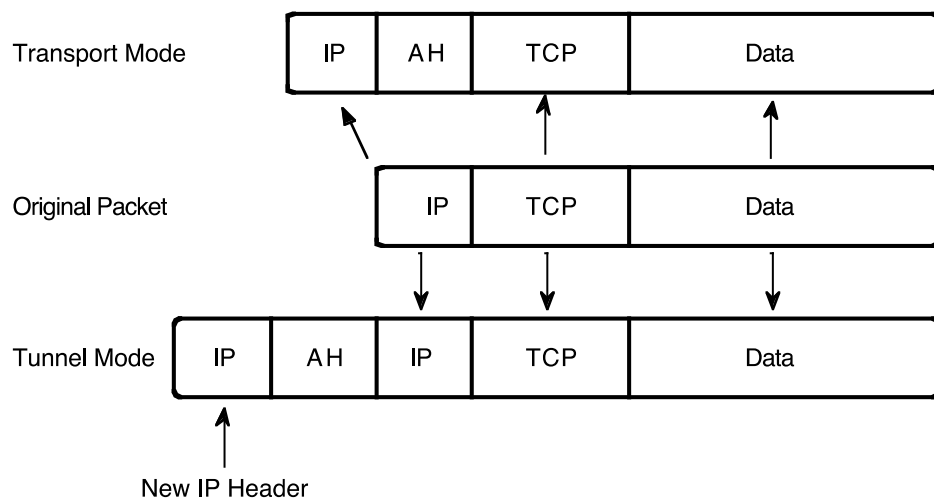 Transport Mode IP AH TCP Data
Original Packet IP TCP Data
Tunnel Mode IP AH IP TCP Data
New IP Header